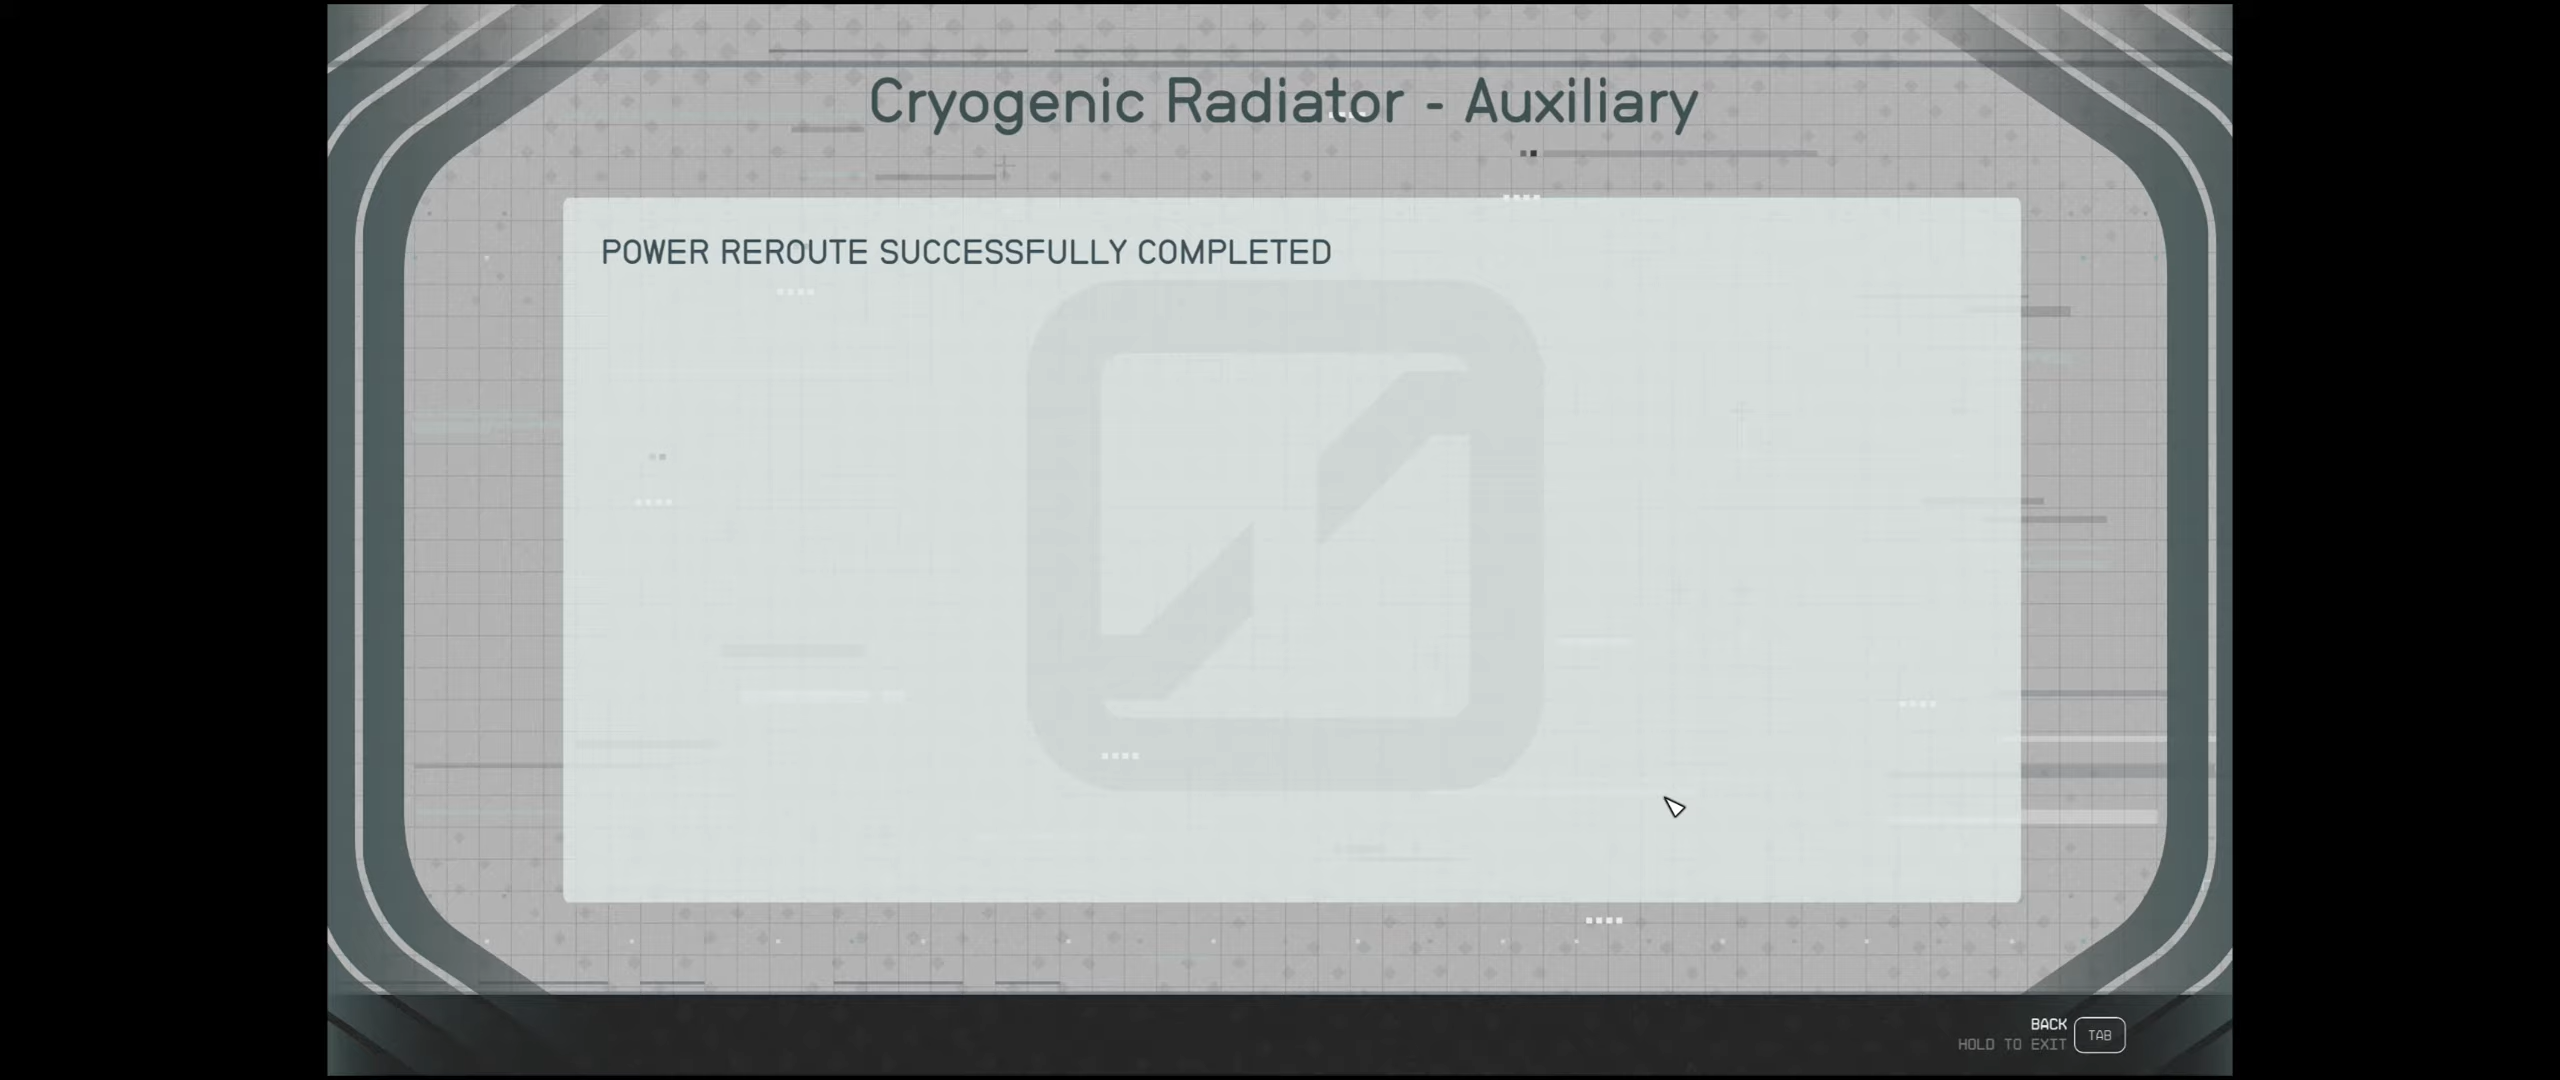 Cryogenic Radiator - Auxiliary
POWER REROUTE SUCCESSFULLY COMPLETED
BACK
HOLD TO EXIT
TAB